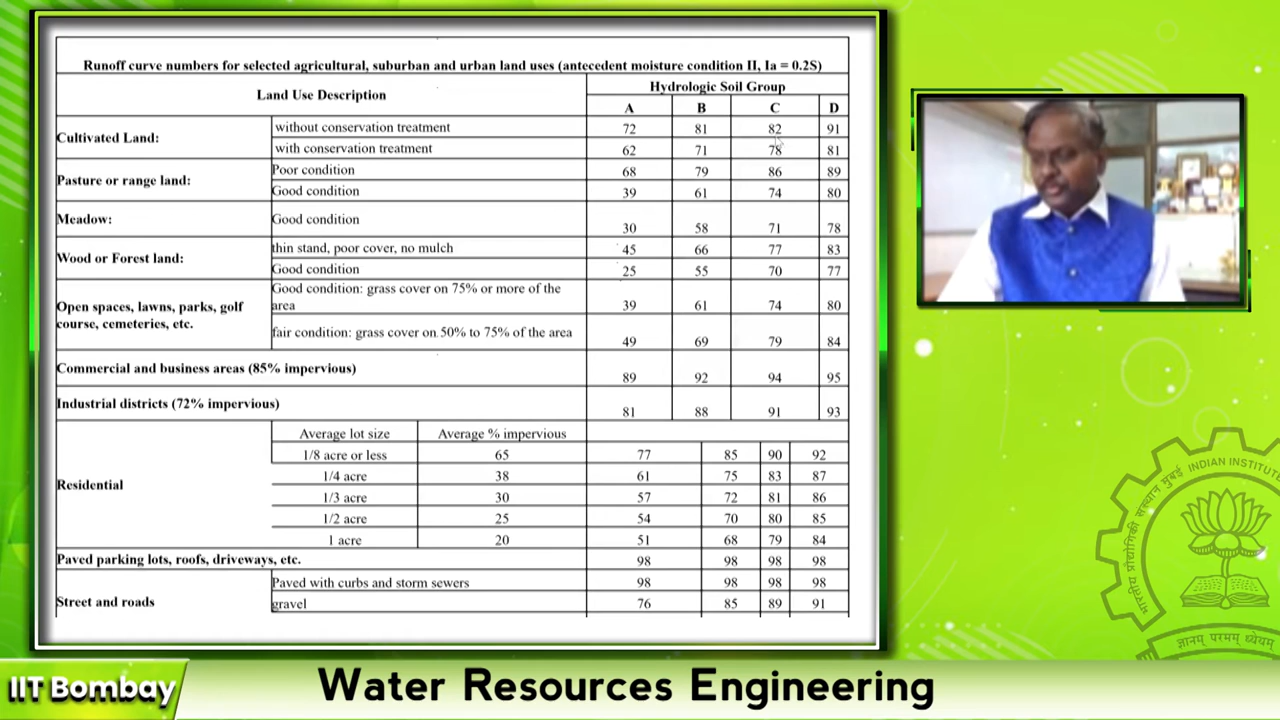 Runoff curve numbers for selected agricultural, suburban and urban land uses (antecedent moisture condition II, Ia = 0.2S)
Land Use Description Hydrologic Soil Group
A B C D
Cultivated Land: without conservation treatment 72 81 82 91
with conservation treatment 62 71 78 81
Pasture or range land: Poor condition 68 79 86 89
Good condition 39 61 74 80
Meadow: Good condition 30 58 71 78
Wood or Forest land: thin stand, poor cover, no mulch 45 66 77 83
Good condition 25 55 70 77
Open spaces, lawns, parks, golf course, cemeteries, etc. Good condition: grass cover on 75% or more of the area 39 61 74 80
fair condition: grass cover on 50% to 75% of the area 49 69 79 84
Commercial and business areas (85% impervious) 89 92 94 95
Industrial districts (72% impervious) 81 88 91 93
Residential Average lot size Average % impervious
1/8 acre or less 65 77 85 90 92
1/4 acre 38 61 75 83 87
1/3 acre 30 57 72 81 86
1/2 acre 25 54 70 80 85
1 acre 20 51 68 79 84
Paved parking lots, roofs, driveways, etc. 98 98 98 98
Street and roads Paved with curbs and storm sewers 98 98 98 98
gravel 76 85 89 91
INDIAN INSTITUTE
ज्ञानम् परमम् ध्येयम्
IIT Bombay
Water Resources Engineering